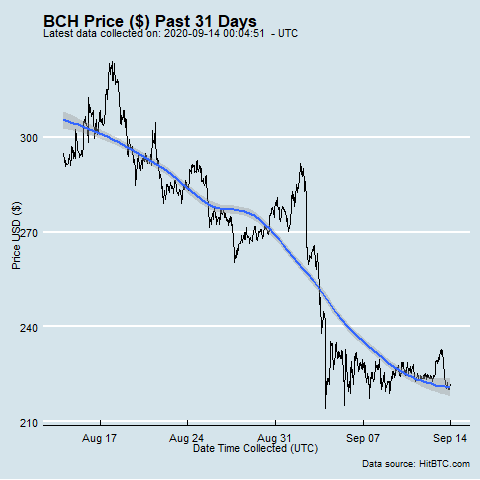 BCH Price ($) Past 31 Days
Latest data collected on: 2020-09-14 00:04:51  - UTC
300
270
240
210
Price USD ($)
Aug 17
Aug 24
Aug 31
Sep 07
Sep 14
Date Time Collected (UTC)
Data source: HitBTC.com